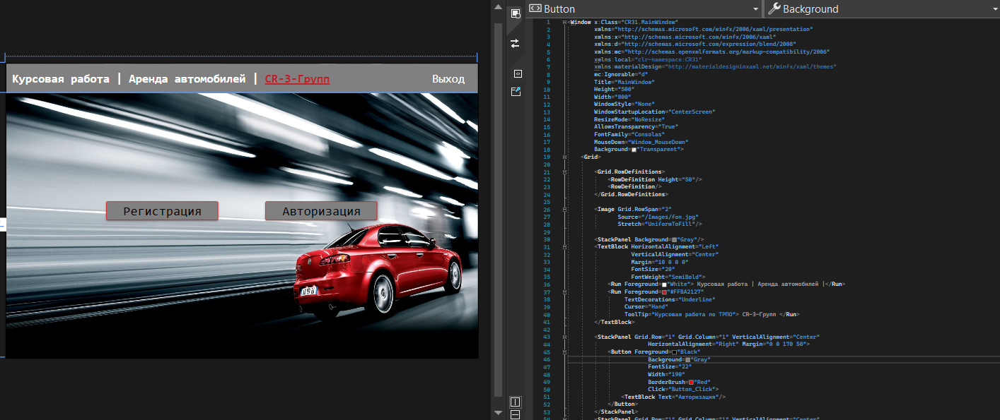 Button
Background
Курсовая работа | Аренда автомобилей | CR-3-Групп
Выход
Регистрация
Авторизация
1 <Window x:Class="CR31.MainWindow"
2 xmlns="http://schemas.microsoft.com/winfx/2006/xaml/presentation"
3 xmlns:x="http://schemas.microsoft.com/winfx/2006/xaml"
4 xmlns:d="http://schemas.microsoft.com/expression/blend/2008"
5 xmlns:mc="http://schemas.openxmlformats.org/markup-compatibility/2006"
6 xmlns:local="clr-namespace:CR31"
7 xmlns:materialDesign="http://materialdesigninxaml.net/winfx/xaml/themes"
8 mc:Ignorable="d"
9 Title="MainWindow"
10 Height="500"
11 Width="800"
12 WindowStyle="None"
13 WindowStartupLocation="CenterScreen"
14 ResizeMode="NoResize"
15 AllowsTransparency="True"
16 FontFamily="Consolas"
17 MouseDown="Window_MouseDown"
18 Background="Transparent">
19 <Grid>
20
21 <Grid.RowDefinitions>
22 <RowDefinition Height="50"/>
23 <RowDefinition/>
24 </Grid.RowDefinitions>
25
26 <Image Grid.RowSpan="2"
27 Source="/Images/fon.jpg"
28 Stretch="UniformToFill"/>
29
30 <StackPanel Background="Gray"/>
31 <TextBlock HorizontalAlignment="Left"
32 VerticalAlignment="Center"
33 Margin="10 0 0 0"
34 FontSize="20"
35 FontWeight="SemiBold">
36 <Run Foreground="White"> Курсовая работа | Аренда автомобилей |</Run>
37 <Run Foreground="#FFBA2127"
38 TextDecorations="Underline"
39 Cursor="Hand"
40 ToolTip="Курсовая работа по ТРПО"> CR-3-Групп </Run>
41 </TextBlock>
42
43 <StackPanel Grid.Row="1" Grid.Column="1" VerticalAlignment="Center"
44 HorizontalAlignment="Right" Margin="0 0 170 50">
45 <Button Foreground="Black"
46 Background="Gray"
47 FontSize="22"
48 Width="190"
49 BorderBrush="Red"
50 Click="Button_Click">
51 <TextBlock Text="Авторизация"/>
52 </Button>
53 </StackPanel>
54 <StackPanel Grid.Row="1" Grid.Column="1" VerticalAlignment="Center"